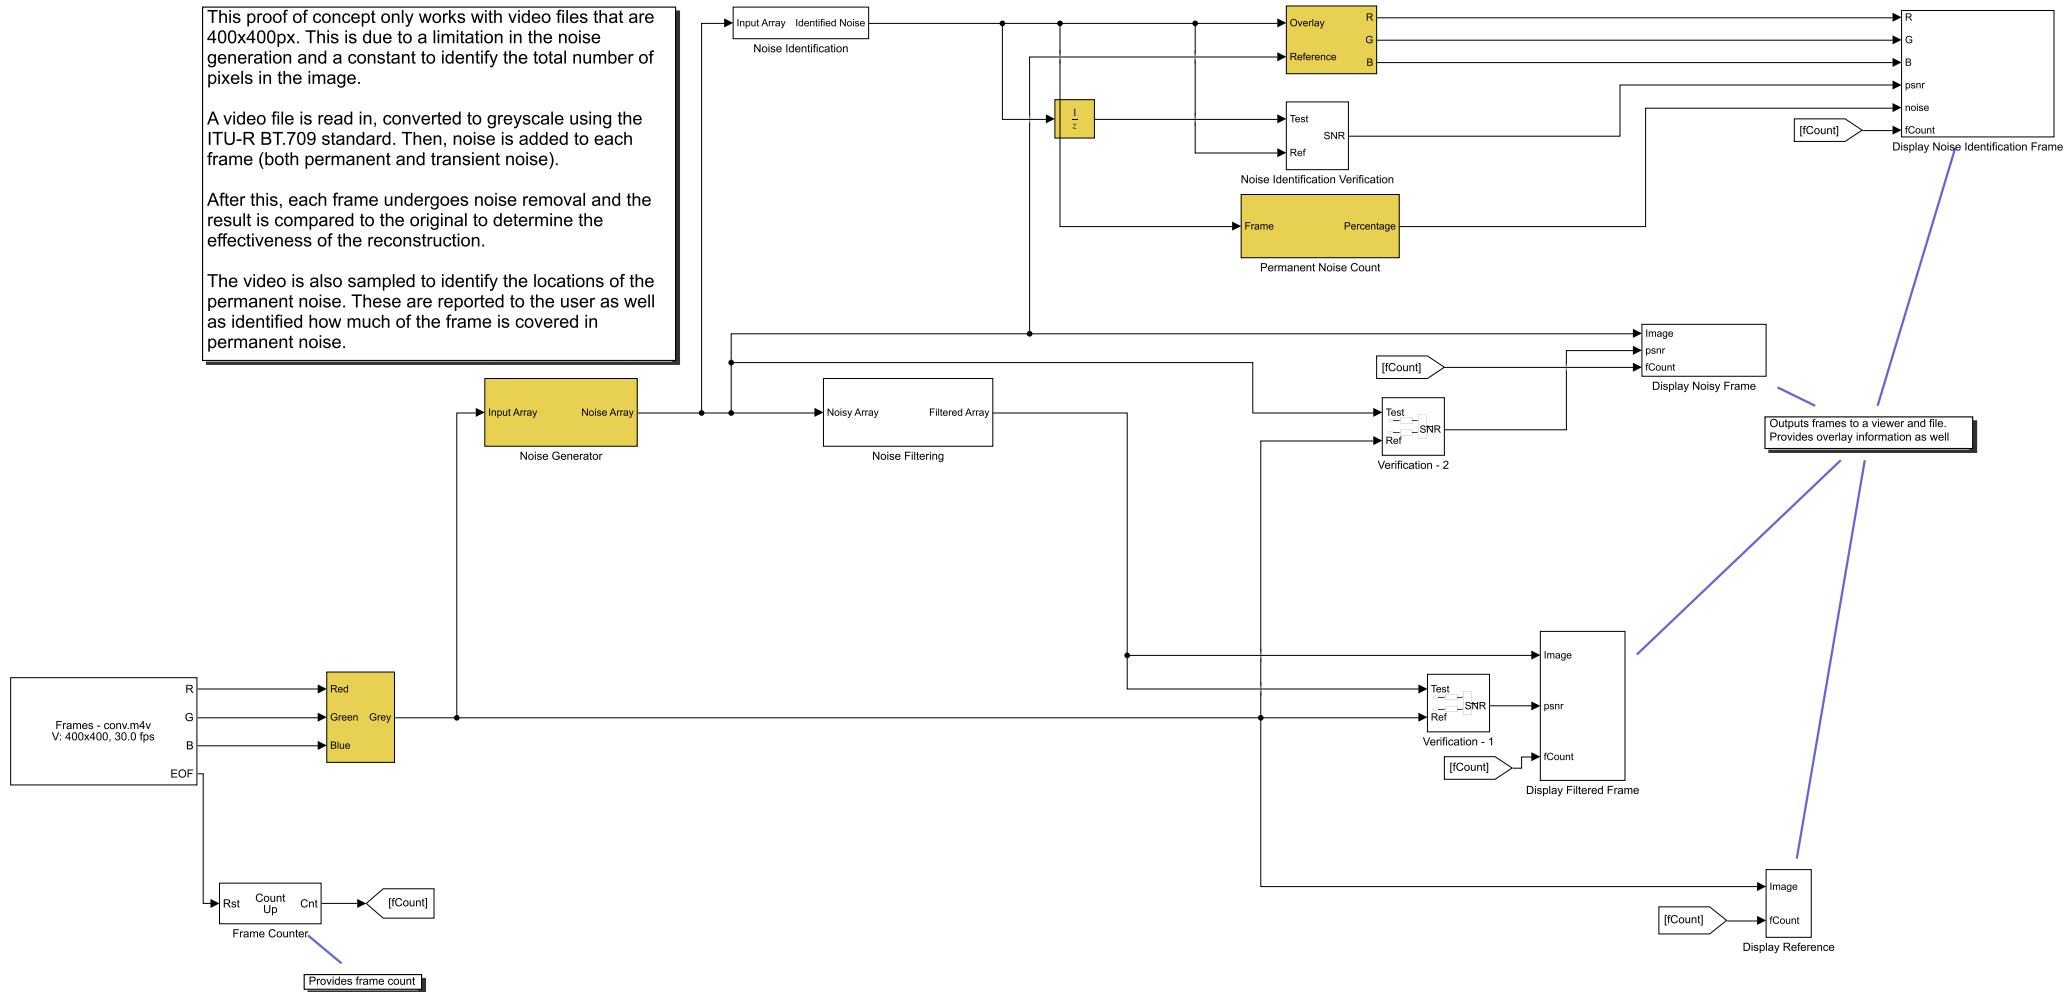 This proof of concept only works with video files that are
400x400px. This is due to a limitation in the noise
generation and a constant to identify the total number of
pixels in the image.
A video file is read in, converted to greyscale using the
ITU-R BT.709 standard. Then, noise is added to each
frame (both permanent and transient noise).
After this, each frame undergoes noise removal and the
result is compared to the original to determine the
effectiveness of the reconstruction.
The video is also sampled to identify the locations of the
permanent noise. These are reported to the user as well
as identified how much of the frame is covered in
permanent noise.
Input Array Identified Noise
Noise Identification
Overlay
Reference
R
G
B
1
z
Test
Ref
SNR
Noise Identification Verification
Frame Percentage
Permanent Noise Count
R
G
B
psnr
noise
fCount
[fCount]
Display Noise Identification Frame
Image
psnr
fCount
[fCount]
Display Noisy Frame
Input Array Noise Array
Noise Generator
Noisy Array Filtered Array
Noise Filtering
Test
Ref
SNR
Verification - 2
Outputs frames to a viewer and file.
Provides overlay information as well
Frames - conv.m4v
V: 400x400, 30.0 fps
R
G
B
EOF
Red
Green Grey
Blue
Test
Ref
SNR
Verification - 1
[fCount]
Image
psnr
fCount
Display Filtered Frame
Rst Count Up Cnt
Frame Counter
[fCount]
Provides frame count
[fCount]
Image
fCount
Display Reference